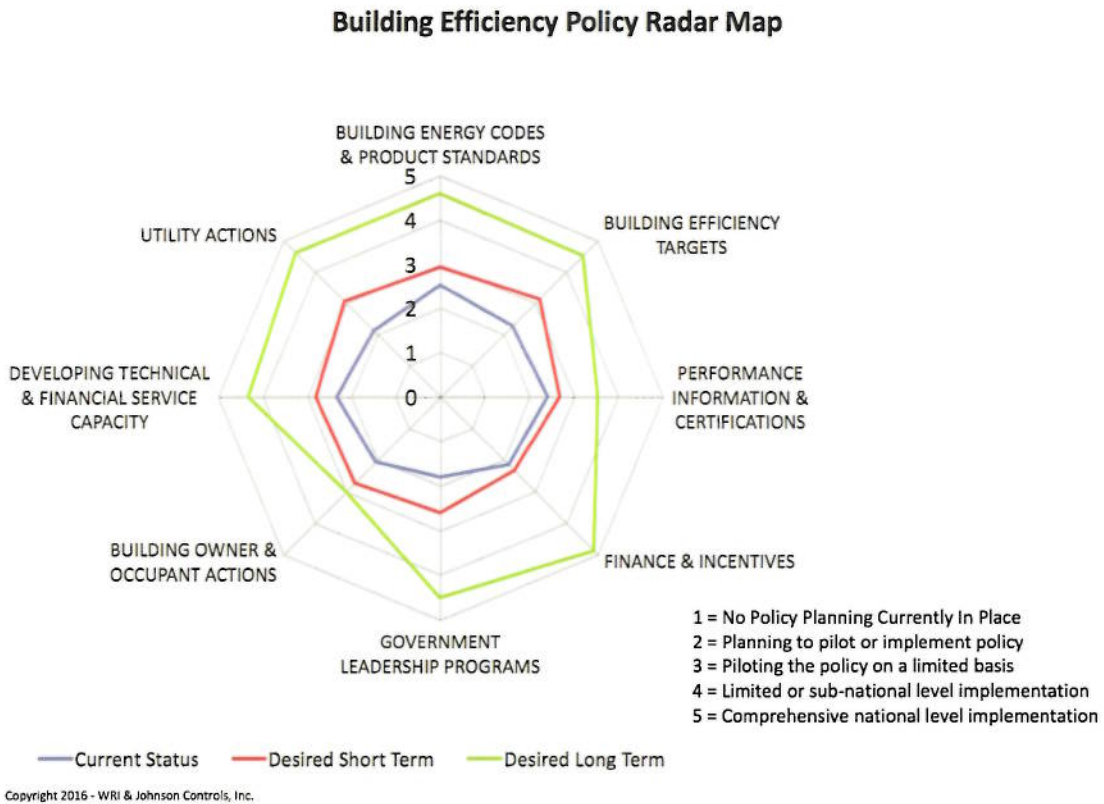 Building Efficiency Policy Radar Map
BUILDING ENERGY CODES
& PRODUCT STANDARDS
5
4
3
2
1
0
BUILDING EFFICIENCY
TARGETS
PERFORMANCE
INFORMATION &
CERTIFICATIONS
FINANCE & INCENTIVES
GOVERNMENT
LEADERSHIP PROGRAMS
BUILDING OWNER &
OCCUPANT ACTIONS
DEVELOPING TECHNICAL
& FINANCIAL SERVICE
CAPACITY
UTILITY ACTIONS
1 = No Policy Planning Currently In Place
2 = Planning to pilot or implement policy
3 = Piloting the policy on a limited basis
4 = Limited or sub-national level implementation
5 = Comprehensive national level implementation
Current Status
Desired Short Term
Desired Long Term
Copyright 2016 - WRI & Johnson Controls, Inc.